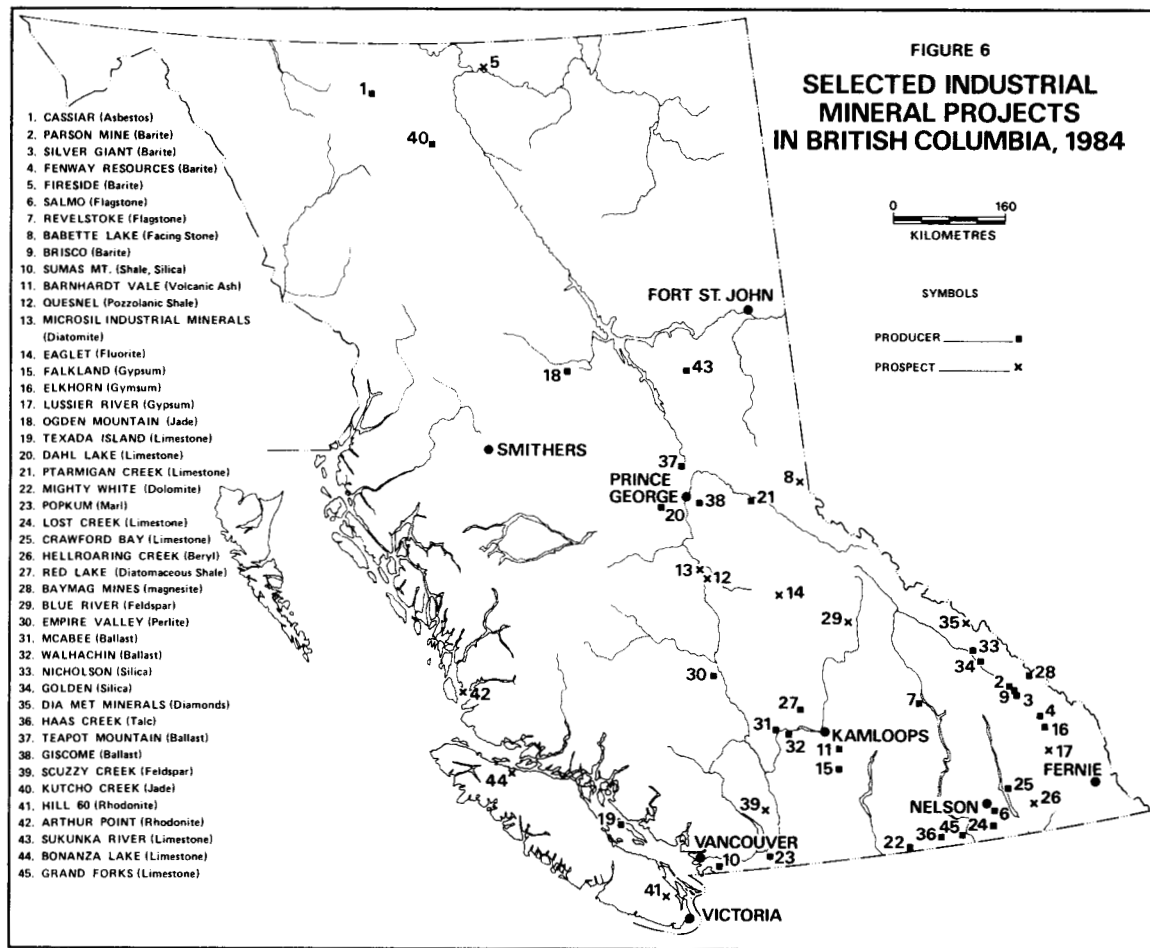 FIGURE 6
SELECTED INDUSTRIAL
MINERAL PROJECTS
IN BRITISH COLUMBIA, 1984
0 160
KILOMETRES
SYMBOLS
PRODUCER
PROSPECT
1. CASSIAR (Asbestos)
2. PARSON MINE (Barite)
3. SILVER GIANT (Barite)
4. FENWAY RESOURCES (Barite)
5. FIRESIDE (Barite)
6. SALMO (Flagstone)
7. REVELSTOKE (Flagstone)
8. BABETTE LAKE (Facing Stone)
9. BRISCO (Barite)
10. SUMAS MT. (Shale, Silica)
11. BARNHARDT VALE (Volcanic Ash)
12. QUESNEL (Pozzolanic Shale)
13. MICROSIL INDUSTRIAL MINERALS
(Diatomite)
14. EAGLET (Fluorite)
15. FALKLAND (Gypsum)
16. ELKHORN (Gymsum)
17. LUSSIER RIVER (Gypsum)
18. OGDEN MOUNTAIN (Jade)
19. TEXADA ISLAND (Limestone)
20. DAHL LAKE (Limestone)
21. PTARMIGAN CREEK (Limestone)
22. MIGHTY WHITE (Dolomite)
23. POPKUM (Marl)
24. LOST CREEK (Limestone)
25. CRAWFORD BAY (Limestone)
26. HELLROARING CREEK (Beryl)
27. RED LAKE (Diatomaceous Shale)
28. BAYMAG MINES (magnesite)
29. BLUE RIVER (Feldspar)
30. EMPIRE VALLEY (Perlite)
31. MCABEE (Ballast)
32. WALHACHIN (Ballast)
33. NICHOLSON (Silica)
34. GOLDEN (Silica)
35. DIA MET MINERALS (Diamonds)
36. HAAS CREEK (Talc)
37. TEAPOT MOUNTAIN (Ballast)
38. GISCOME (Ballast)
39. SCUZZY CREEK (Feldspar)
40. KUTCHO CREEK (Jade)
41. HILL 60 (Rhodonite)
42. ARTHUR POINT (Rhodonite)
43. SUKUNKA RIVER (Limestone)
44. BONANZA LAKE (Limestone)
45. GRAND FORKS (Limestone)
5
1
40
FORT ST. JOHN
18
43
SMITHERS
37
8
PRINCE
GEORGE
38
21
20
13
12
14
29
35
33
34
30
28
42
2
9
3
27
7
4
31
32
KAMLOOPS
16
11
17
15
FERNIE
44
25
26
39
NELSON
6
19
24
36
45
22
VANCOUVER
10
23
41
VICTORIA